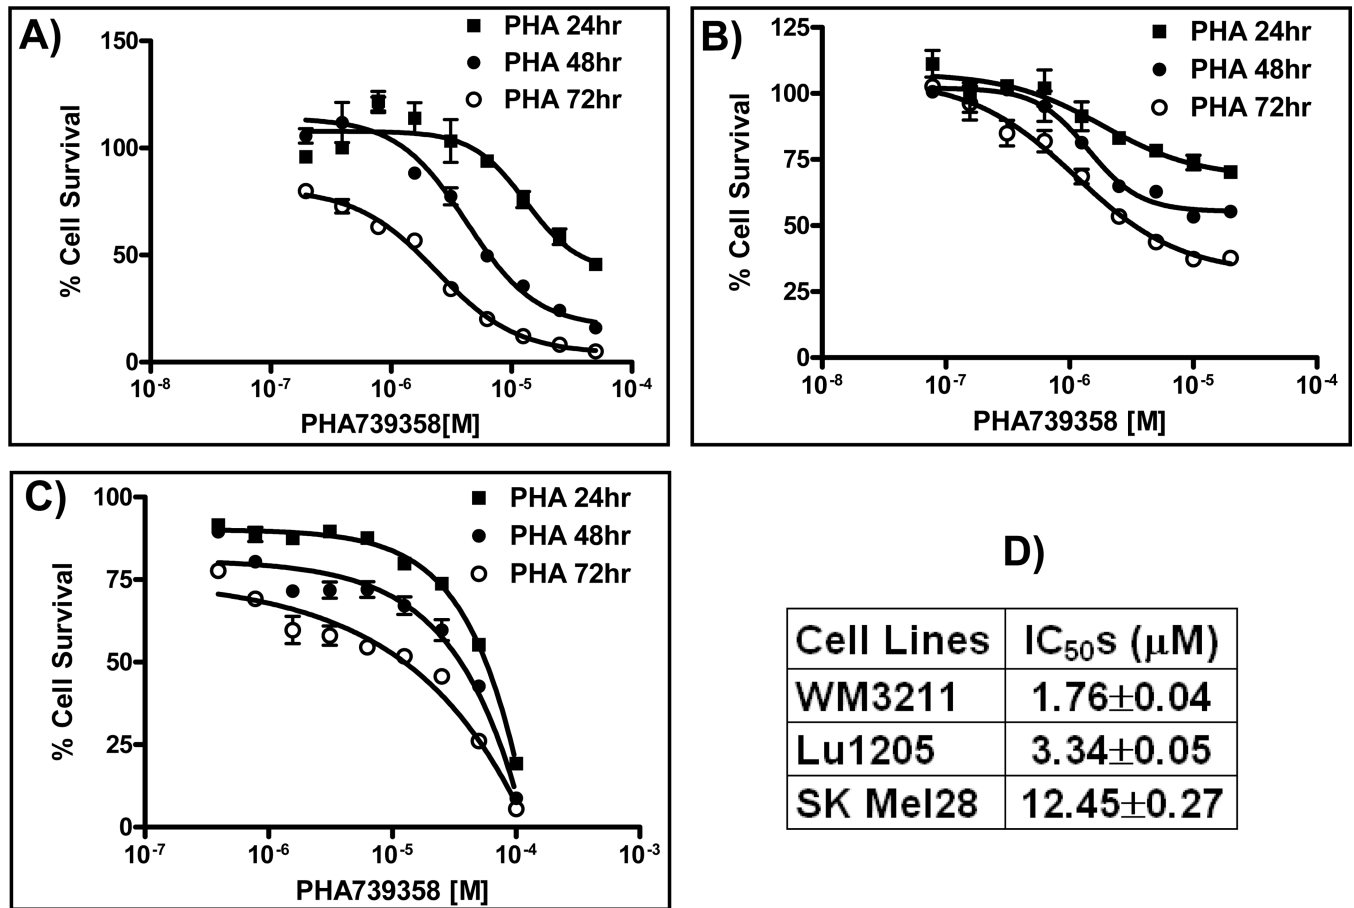 A)
PHA 24hr
PHA 48hr
PHA 72hr
150
100
50
0
% Cell Survival
10-8
10-7
10-6
10-5
10-4
PHA739358[M]
B)
PHA 24hr
PHA 48hr
PHA 72hr
125
100
75
50
25
0
% Cell Survival
10-8
10-7
10-6
10-5
10-4
PHA739358 [M]
C)
PHA 24hr
PHA 48hr
PHA 72hr
100
75
50
25
0
% Cell Survival
10-7
10-6
10-5
10-4
10-3
PHA739358 [M]
D)
Cell Lines IC50s (μM)
WM3211 1.76±0.04
Lu1205 3.34±0.05
SK Mel28 12.45±0.27